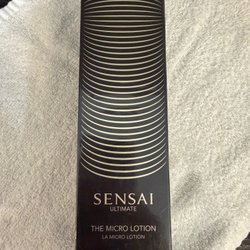 SENSAI
ULTIMATE
THE MICRO LOTION
LA MICRO LOTION